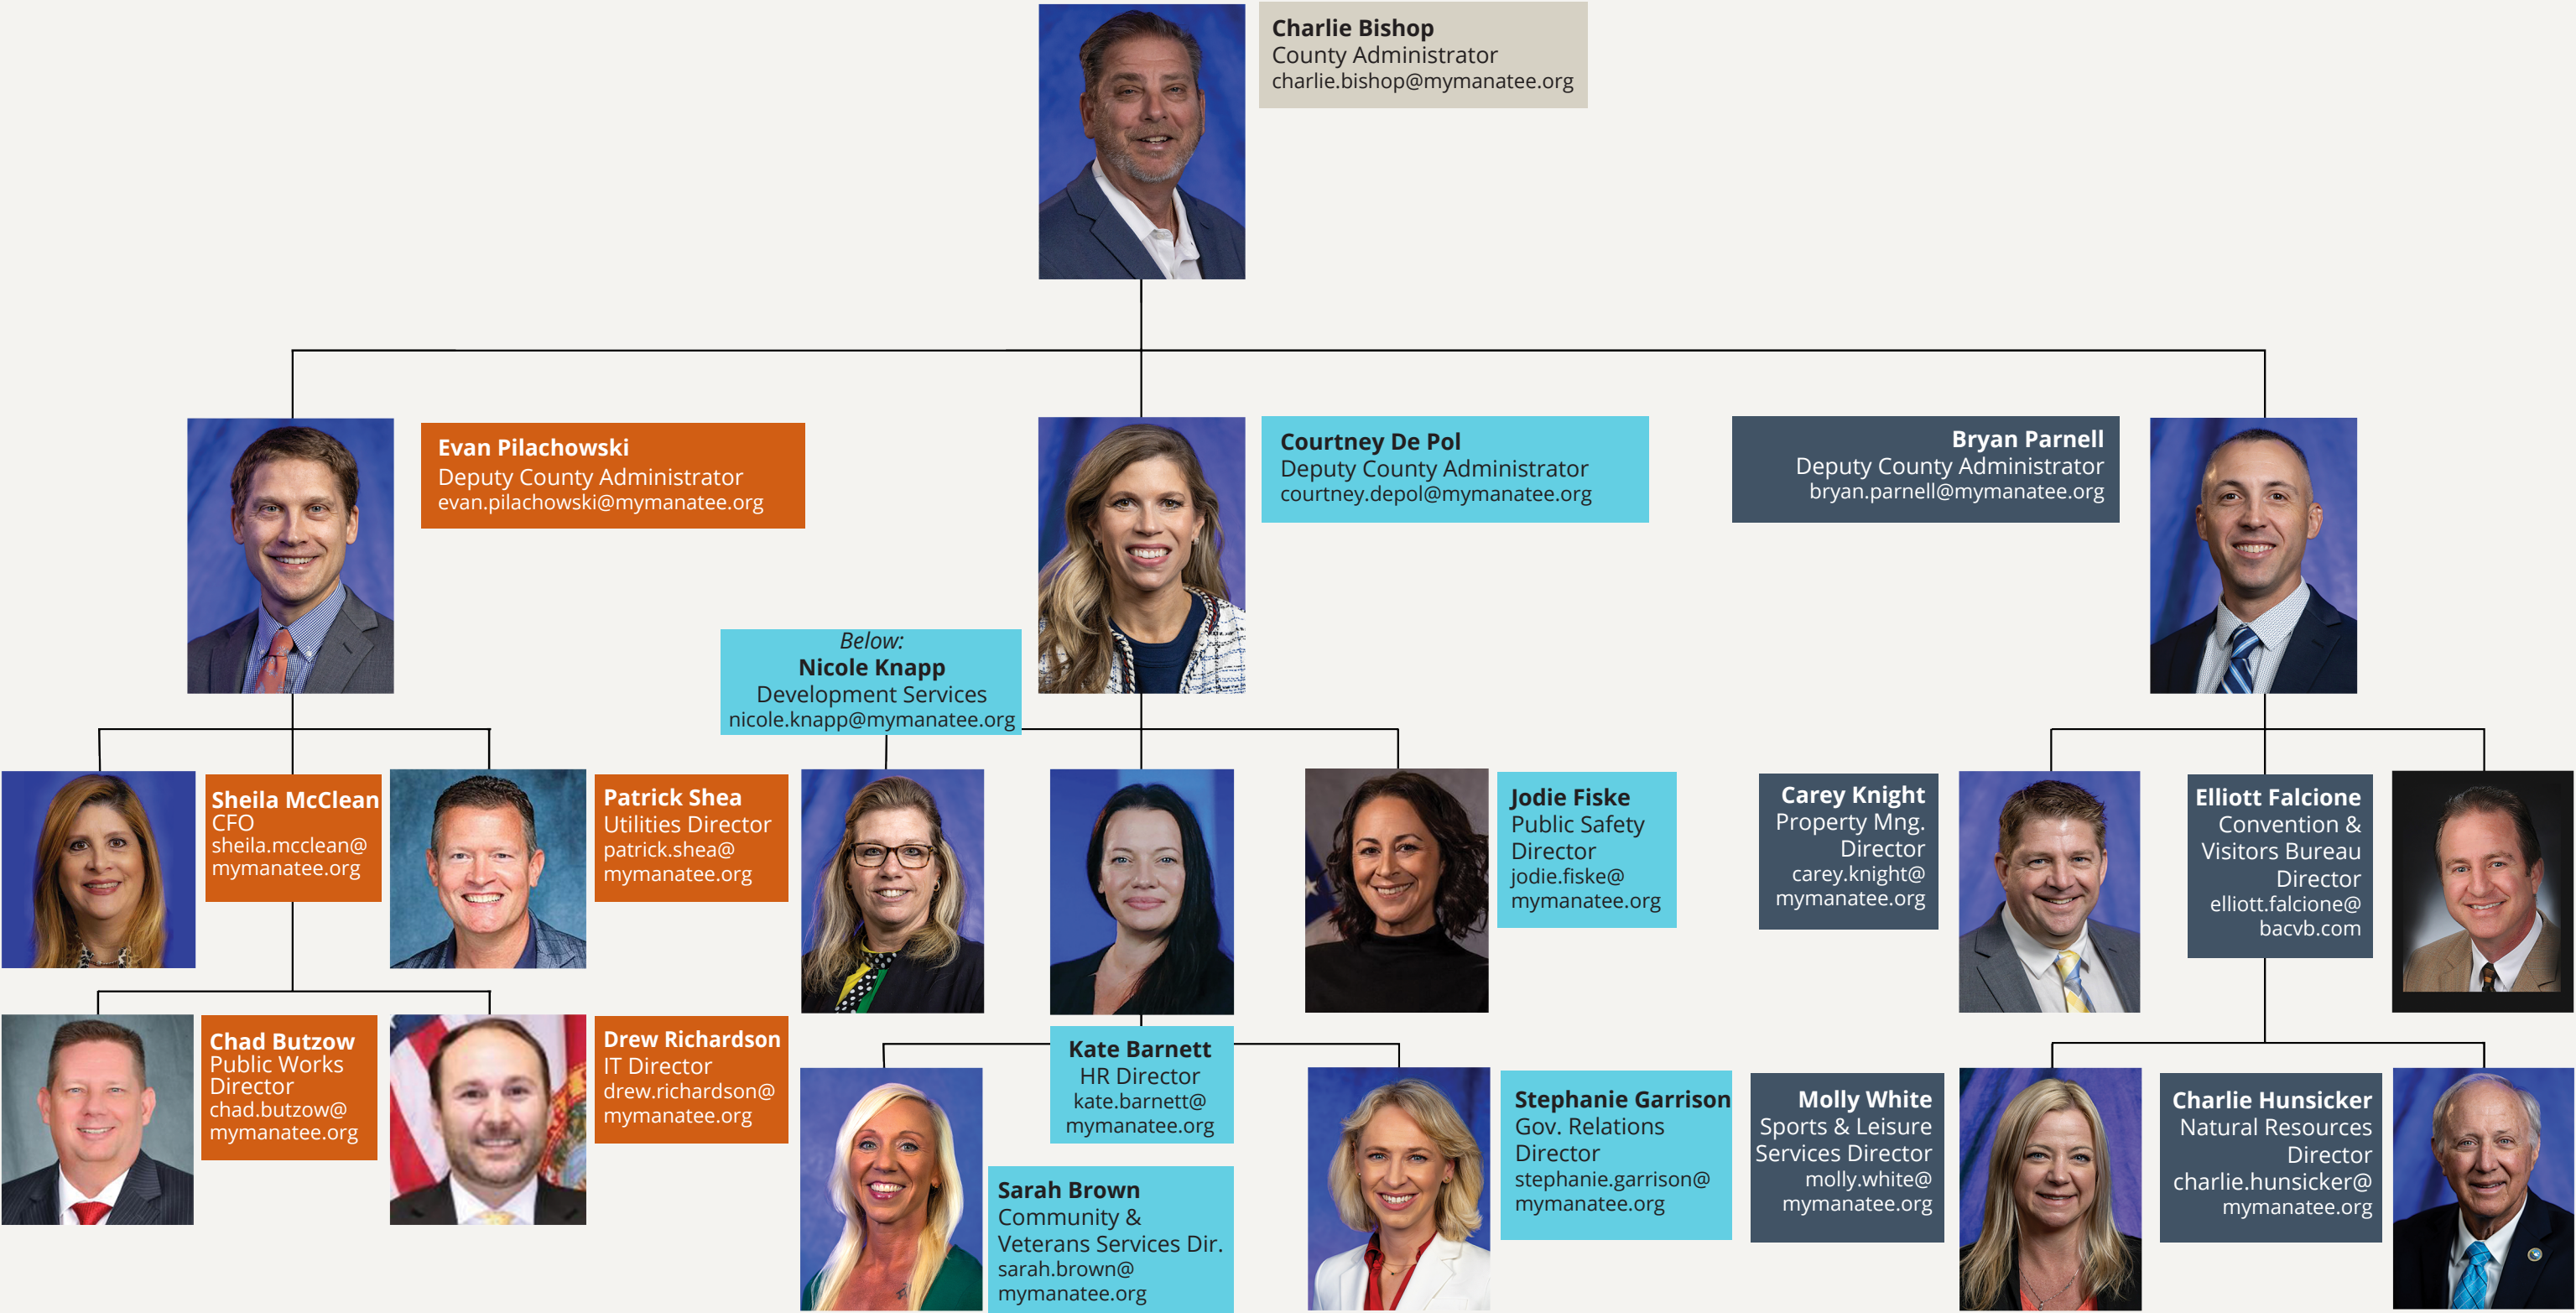 Charlie Bishop
County Administrator
charlie.bishop@mymanatee.org
Evan Pilachowski
Deputy County Administrator
evan.pilachowski@mymanatee.org
Courtney De Pol
Deputy County Administrator
courtney.depol@mymanatee.org
Bryan Parnell
Deputy County Administrator
bryan.parnell@mymanatee.org
Below:
Nicole Knapp
Development Services
nicole.knapp@mymanatee.org
Sheila McClean
CFO
sheila.mcclean@
mymanatee.org
Patrick Shea
Utilities Director
patrick.shea@
mymanatee.org
Jodie Fiske
Public Safety
Director
jodie.fiske@
mymanatee.org
Carey Knight
Property Mng.
Director
carey.knight@
mymanatee.org
Elliott Falcione
Convention &
Visitors Bureau
Director
elliott.falcione@
bacvb.com
Chad Butzow
Public Works
Director
chad.butzow@
mymanatee.org
Drew Richardson
IT Director
drew.richardson@
mymanatee.org
Kate Barnett
HR Director
kate.barnett@
mymanatee.org
Sarah Brown
Community &
Veterans Services Dir.
sarah.brown@
mymanatee.org
Stephanie Garrison
Gov. Relations
Director
stephanie.garrison@
mymanatee.org
Molly White
Sports & Leisure
Services Director
molly.white@
mymanatee.org
Charlie Hunsicker
Natural Resources
Director
charlie.hunsicker@
mymanatee.org